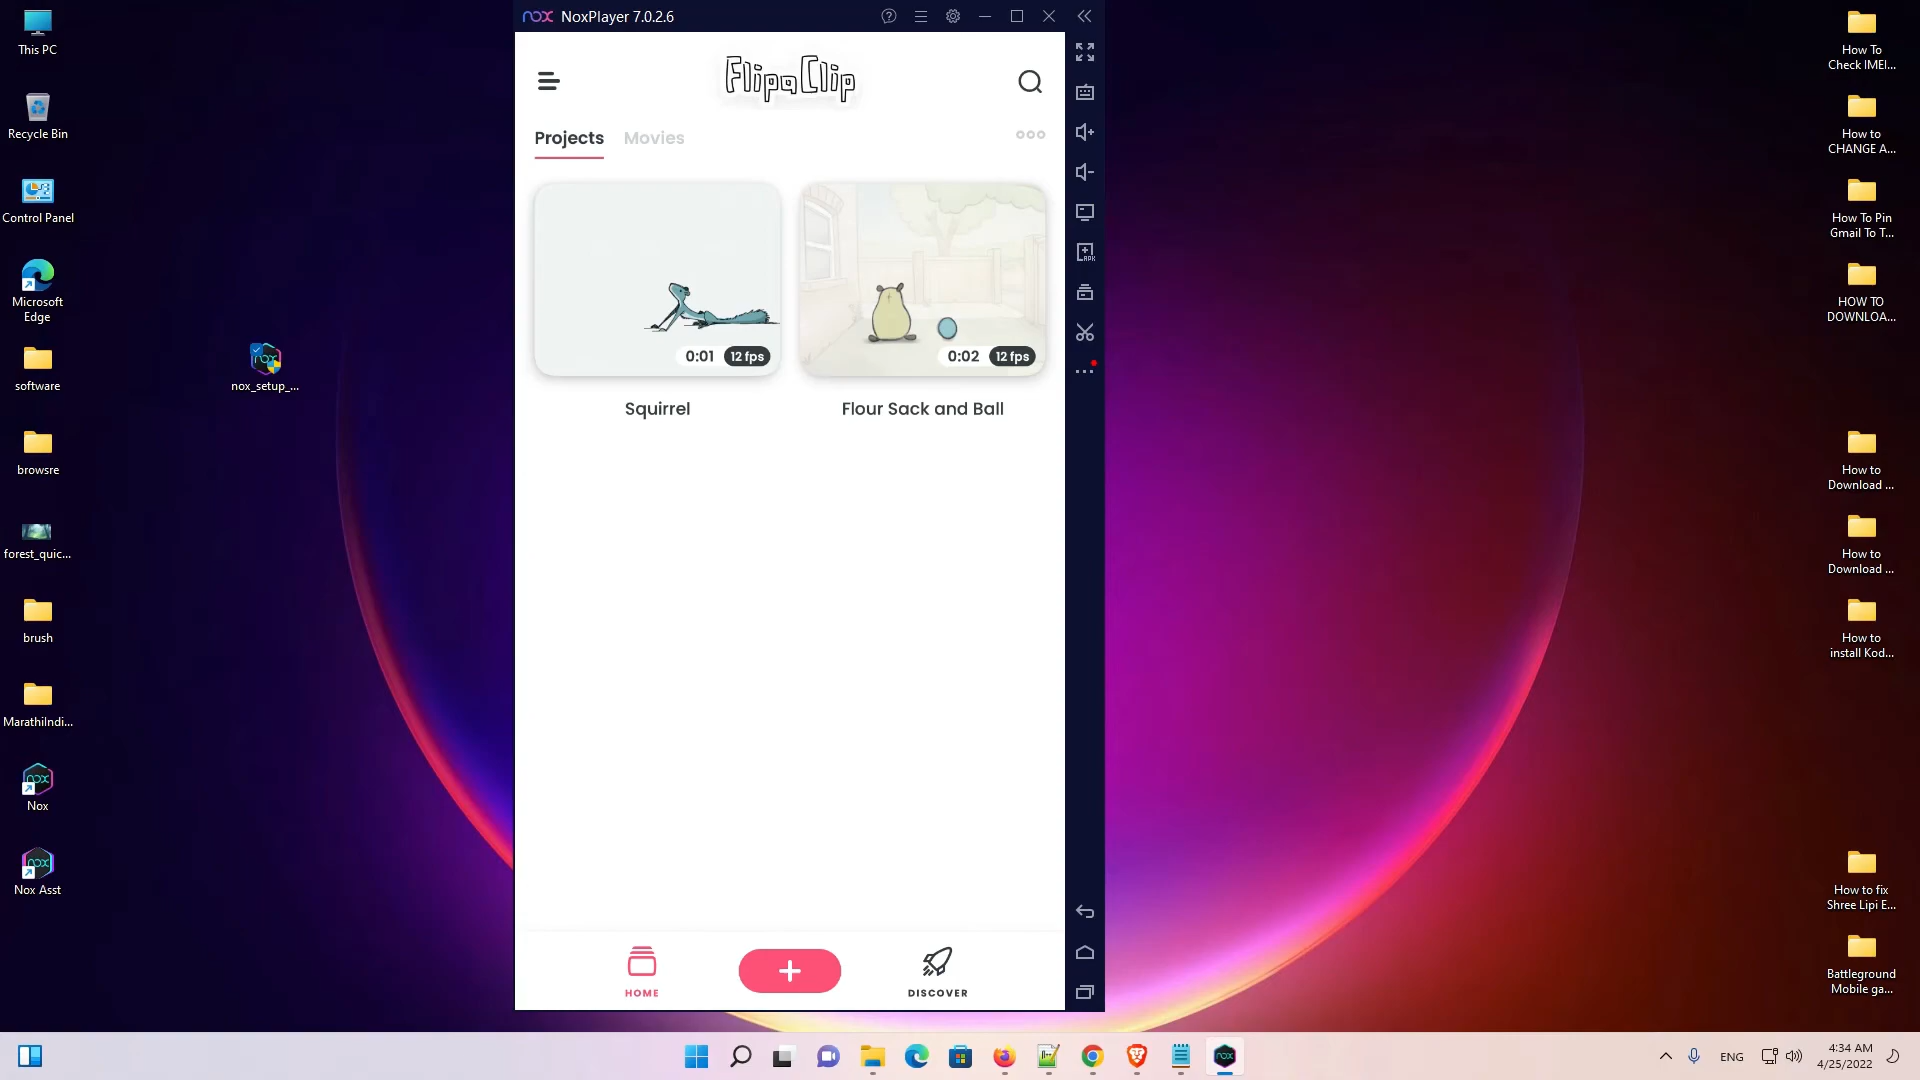 nox NoxPlayer 7.0.2.6
FlipaClip
Projects Movies
0:01 12 fps
0:02 12 fps
Squirrel
Flour Sack and Ball
HOME
DISCOVER
APK
This PC
Recycle Bin
Control Panel
Microsoft
Edge
software
browsre
forest_quic...
brush
MarathiIndi...
Nox
Nox Asst
nox_setup_...
How To
Check IMEI...
How to
CHANGE A...
How To Pin
Gmail To T...
HOW TO
DOWNLOA...
How to
Download ...
How to
Download ...
How to
install Kod...
How to fix
Shree Lipi E...
Battleground
Mobile ga...
ENG
4:34 AM
4/25/2022